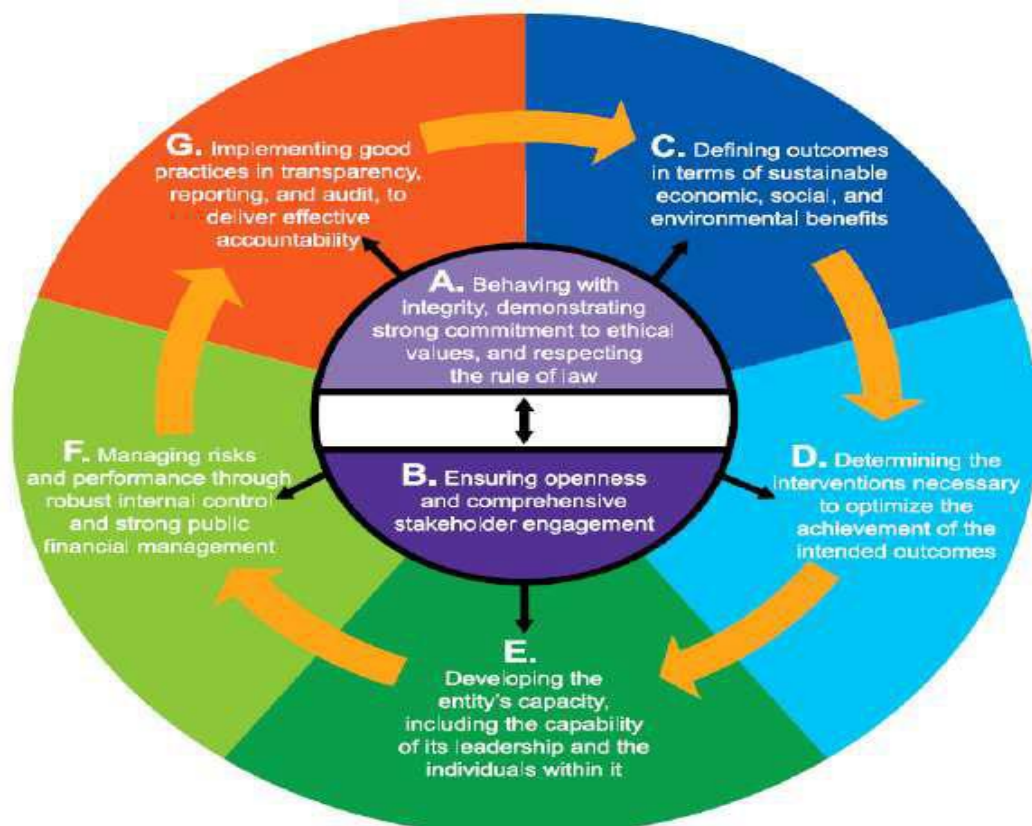 G. Implementing good
practices in transparency,
reporting, and audit, to
deliver effective
accountability
C. Defining outcomes
in terms of sustainable
economic, social, and
environmental benefits
A. Behaving with
integrity, demonstrating
strong commitment to ethical
values, and respecting
the rule of law
F. Managing risks
and performance through
robust internal control
and strong public
financial management
B. Ensuring openness
and comprehensive
stakeholder engagement
D. Determining the
interventions necessary
to optimize the
achievement of the
intended outcomes
E.
Developing the
entity's capacity,
including the capability
of its leadership and the
individuals within it